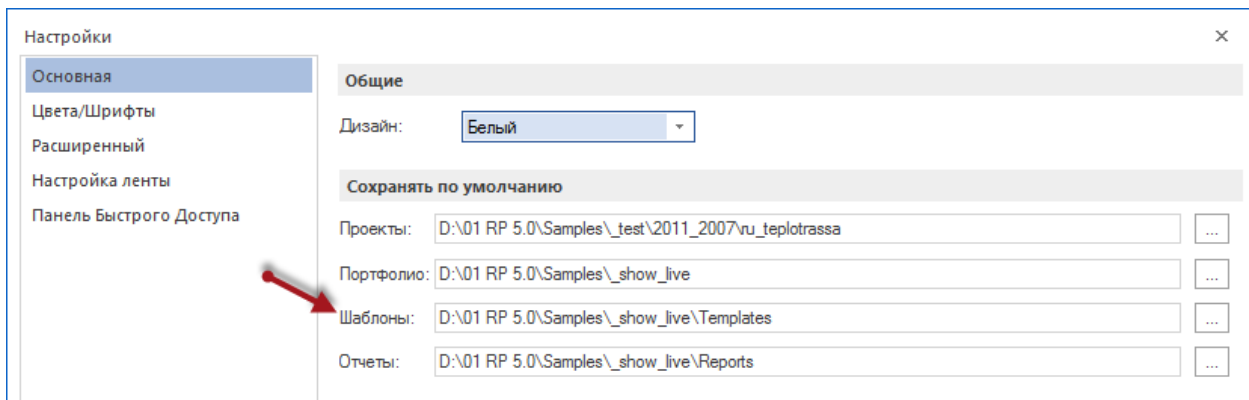 Настройки
Основная
Цвета/Шрифты
Расширенный
Настройка ленты
Панель Быстрого Доступа
Общие
Дизайн: Белый
Сохранять по умолчанию
Проекты: D:\01 RP 5.0\Samples\_test\2011_2007\ru_teplotrassa ...
Портфолио: D:\01 RP 5.0\Samples\_show_live ...
Шаблоны: D:\01 RP 5.0\Samples\_show_live\Templates ...
Отчеты: D:\01 RP 5.0\Samples\_show_live\Reports ...